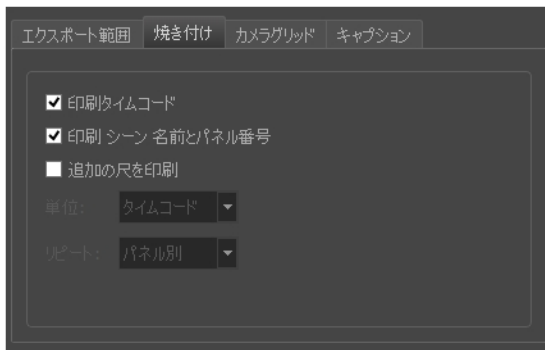 エクスポート範囲 焼き付け カメラグリッド キャプション
印刷タイムコード
印刷 シーン 名前とパネル番号
追加の尺を印刷
単位: タイムコード
リピート: パネル別